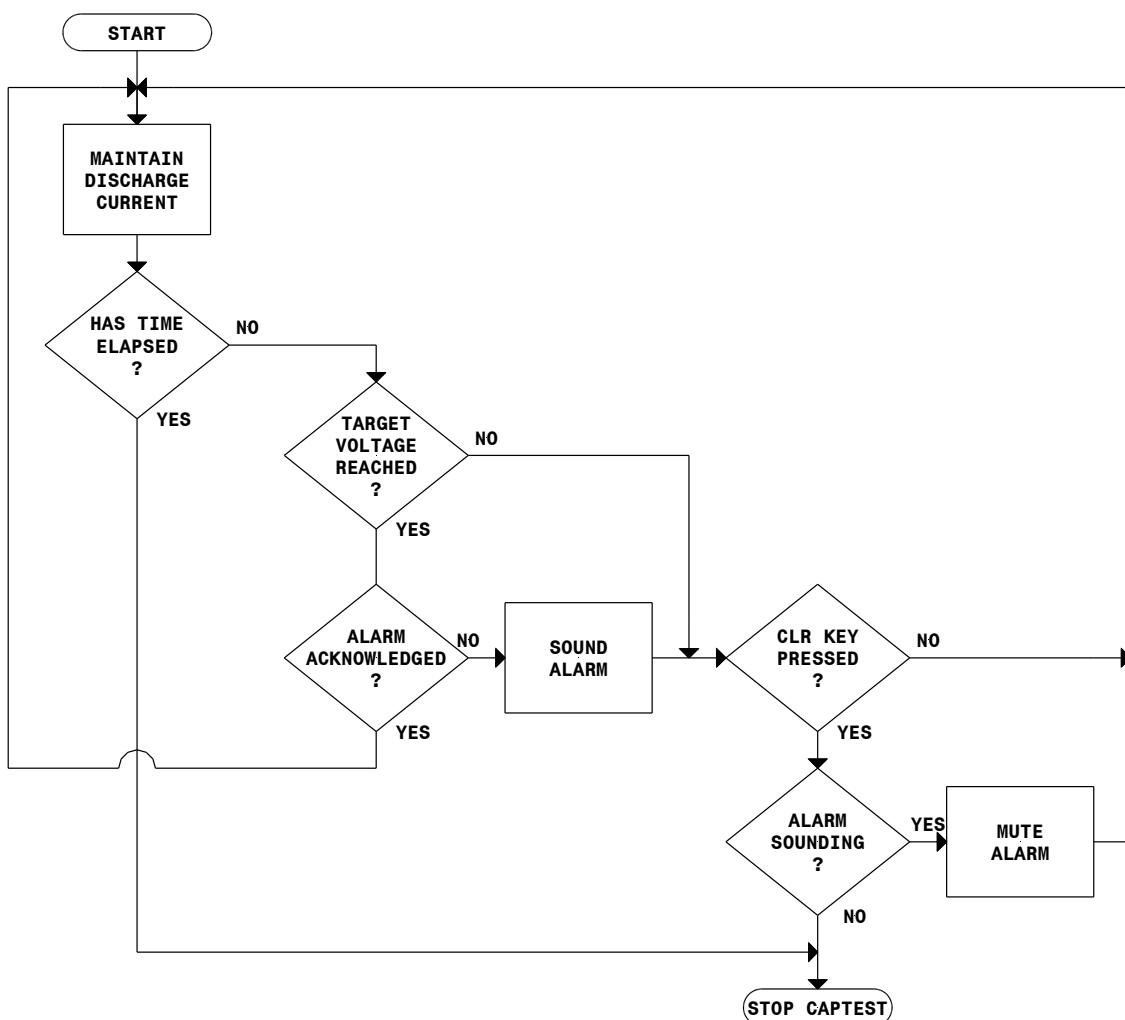 START
MAINTAIN
DISCHARGE
CURRENT
HAS TIME
ELAPSED
?
NO
YES
TARGET
VOLTAGE
REACHED
?
NO
YES
ALARM
ACKNOWLEDGED
?
NO
YES
SOUND
ALARM
CLR KEY
PRESSED
?
NO
YES
ALARM
SOUNDING
?
YES
NO
MUTE
ALARM
STOP CAPTEST